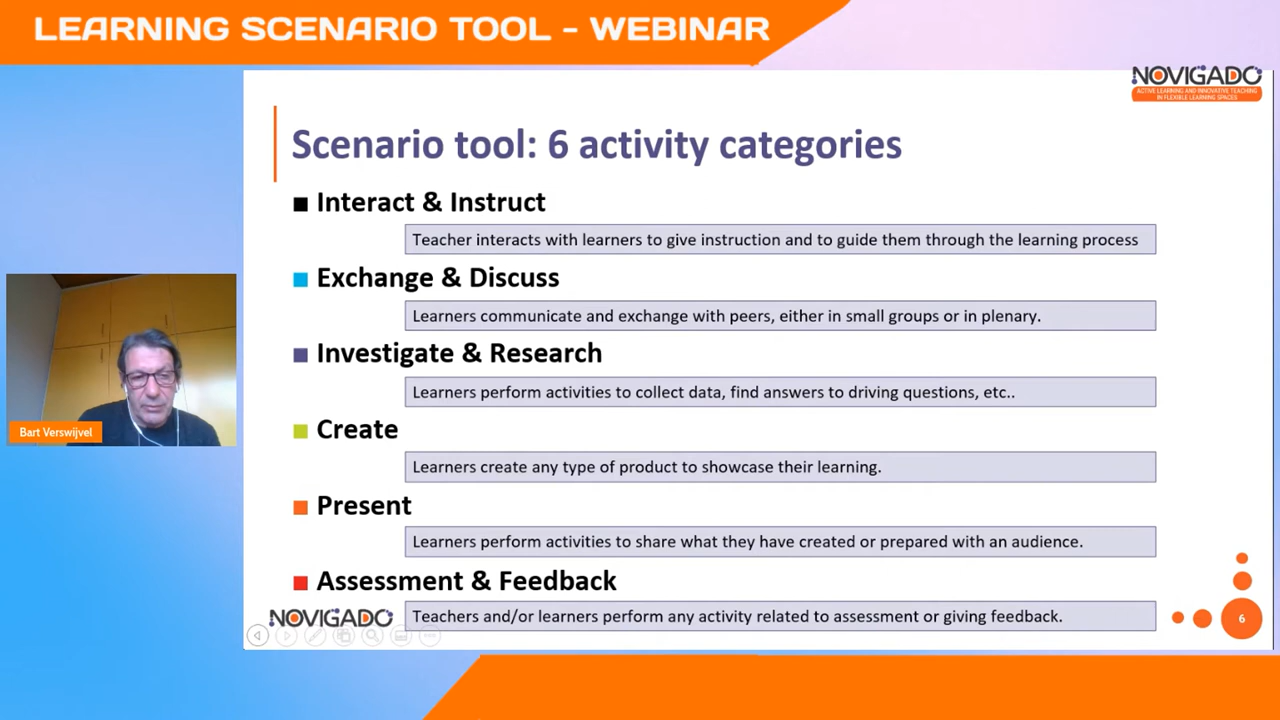 LEARNING SCENARIO TOOL - WEBINAR
NOVIGADO
ACTIVE LEARNING AND INNOVATIVE TEACHING
IN FLEXIBLE LEARNING SPACES
Scenario tool: 6 activity categories
Interact & Instruct
Teacher interacts with learners to give instruction and to guide them through the learning process
Exchange & Discuss
Learners communicate and exchange with peers, either in small groups or in plenary.
Investigate & Research
Learners perform activities to collect data, find answers to driving questions, etc..
Create
Learners create any type of product to showcase their learning.
Present
Learners perform activities to share what they have created or prepared with an audience.
Assessment & Feedback
Teachers and/or learners perform any activity related to assessment or giving feedback.
NOVIGADO
6
Bart Verswijvel